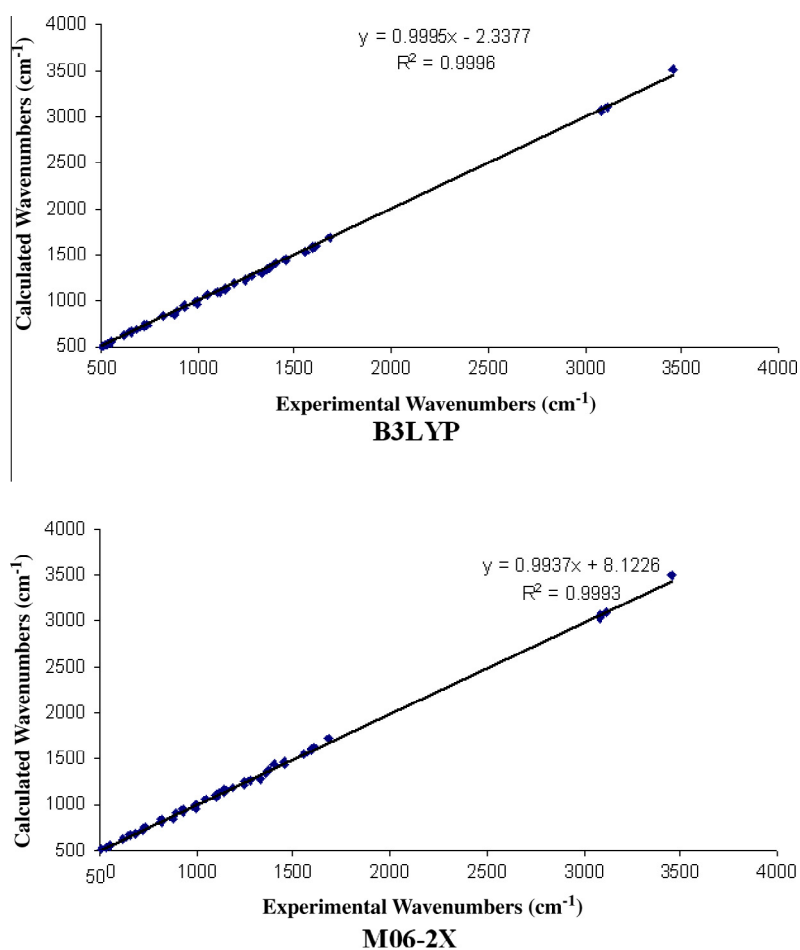 4000
y = 0.9995x - 2.3377
R² = 0.9996
3500
3000
2500
2000
1500
1000
500
Calculated Wavenumbers (cm⁻¹)
500 1000 1500 2000 2500 3000 3500 4000
Experimental Wavenumbers (cm⁻¹)
B3LYP
4000
3500
y = 0.9937x + 8.1226
R² = 0.9993
3000
2500
2000
1500
1000
500
Calculated Wavenumbers (cm⁻¹)
500 1000 1500 2000 2500 3000 3500 4000
Experimental Wavenumbers (cm⁻¹)
M06-2X